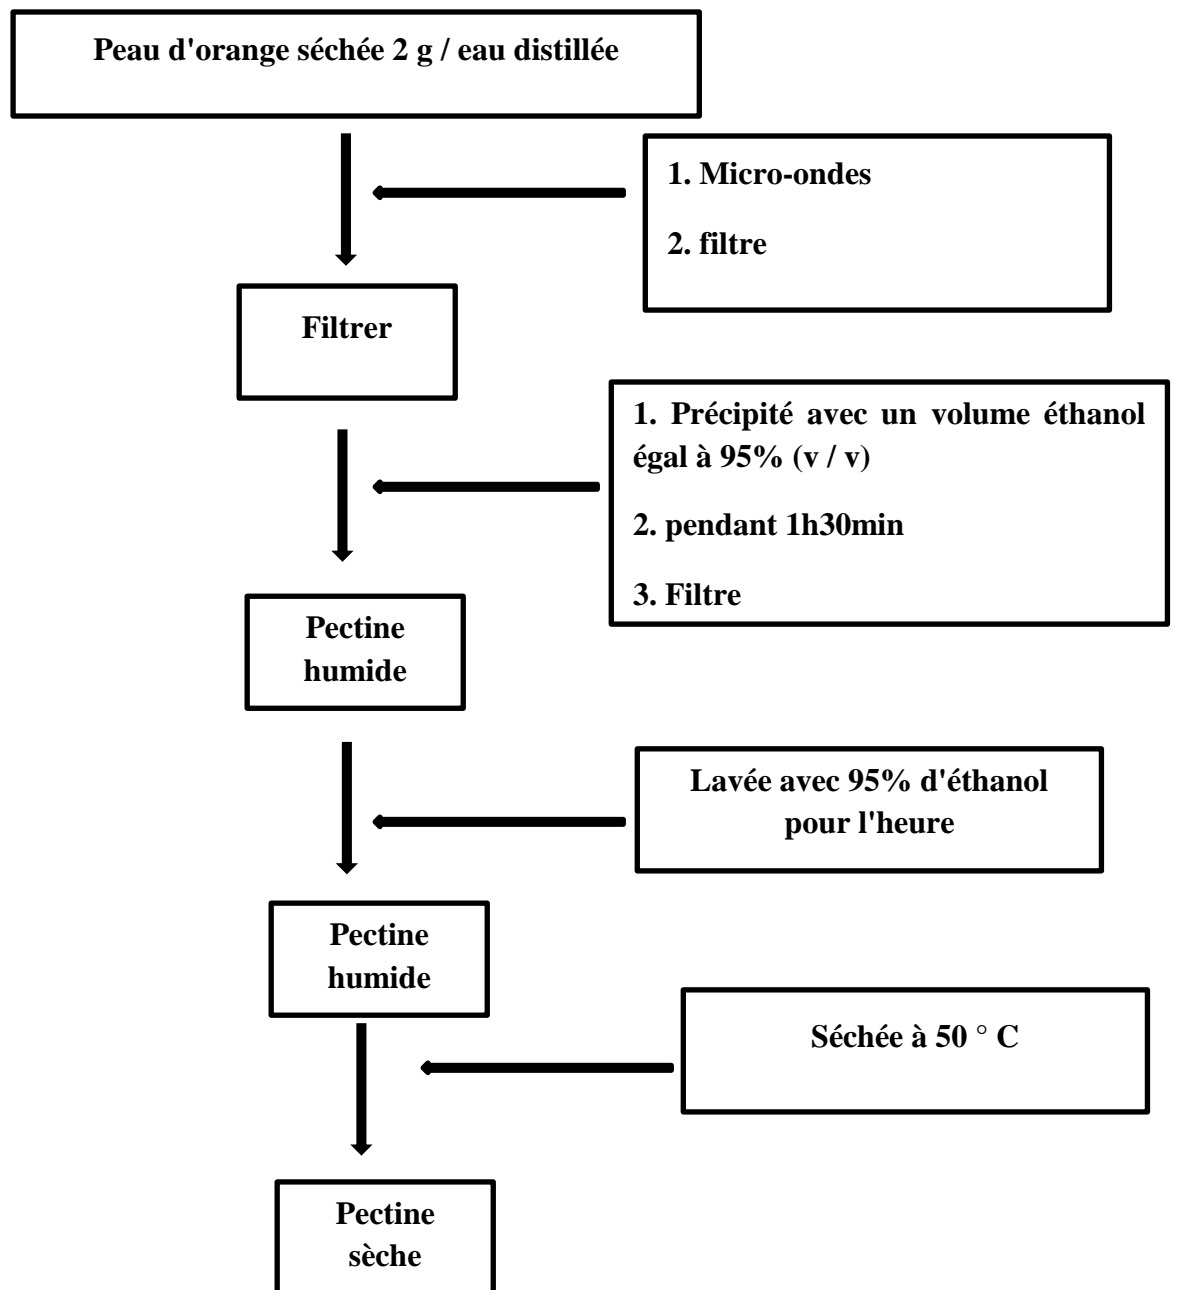 Peau d'orange séchée 2 g / eau distillée
1. Micro-ondes
2. filtre
Filtrer
1. Précipité avec un volume éthanol
égal à 95% (v / v)
2. pendant 1h30min
3. Filtre
Pectine
humide
Lavée avec 95% d'éthanol
pour l'heure
Pectine
humide
Séchée à 50 ° C
Pectine
sèche